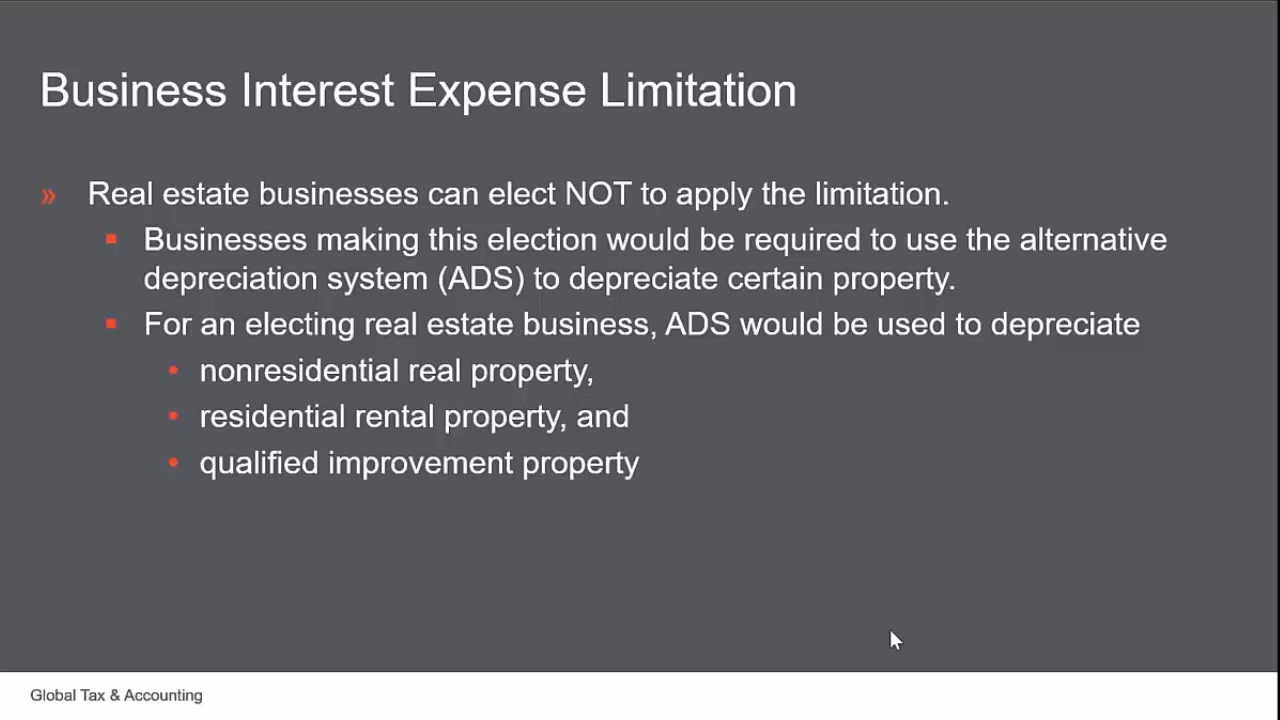 Business Interest Expense Limitation
» Real estate businesses can elect NOT to apply the limitation.
▪ Businesses making this election would be required to use the alternative
depreciation system (ADS) to depreciate certain property.
▪ For an electing real estate business, ADS would be used to depreciate
• nonresidential real property,
• residential rental property, and
• qualified improvement property
Global Tax & Accounting